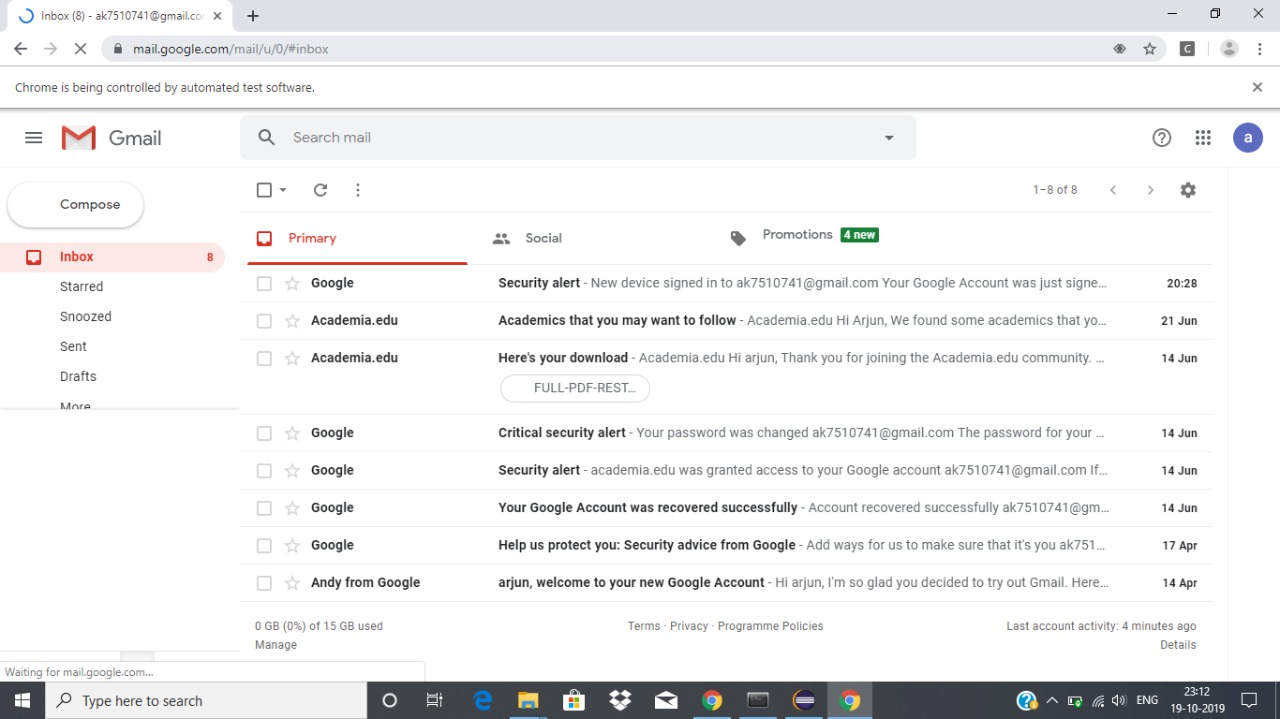 Inbox (8) - ak7510741@gmail.co
mail.google.com/mail/u/0/#inbox
C
Chrome is being controlled by automated test software.
Gmail
Search mail
a
Compose
1–8 of 8
Primary
Social
Promotions 4 new
Inbox 8
Starred
Snoozed
Sent
Drafts
More
Google Security alert - New device signed in to ak7510741@gmail.com Your Google Account was just signe... 20:28
Academia.edu Academics that you may want to follow - Academia.edu Hi Arjun, We found some academics that yo... 21 Jun
Academia.edu Here's your download - Academia.edu Hi arjun, Thank you for joining the Academia.edu community. ... 14 Jun
FULL-PDF-REST...
Google Critical security alert - Your password was changed ak7510741@gmail.com The password for your ... 14 Jun
Google Security alert - academia.edu was granted access to your Google account ak7510741@gmail.com If... 14 Jun
Google Your Google Account was recovered successfully - Account recovered successfully ak7510741@gm... 14 Jun
Google Help us protect you: Security advice from Google - Add ways for us to make sure that it's you ak751... 17 Apr
Andy from Google arjun, welcome to your new Google Account - Hi arjun, I'm so glad you decided to try out Gmail. Here... 14 Apr
0 GB (0%) of 15 GB used
Manage
Terms · Privacy · Programme Policies
Last account activity: 4 minutes ago
Details
Waiting for mail.google.com...
Type here to search
ENG
23:12
19-10-2019